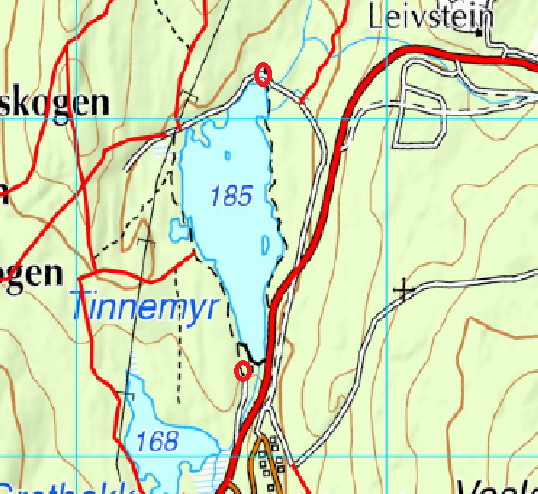 Leivstein
skogen
185
n
ogen
Tinnemyr
168